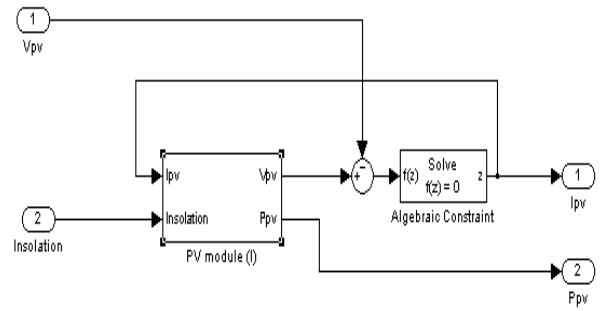 1
Vpv
Ipv
Vpv
Insolation
Ppv
PV module (I)
+
−
f(z)
Solve
f(z) = 0
z
Algebraic Constraint
1
Ipv
2
Insolation
2
Ppv